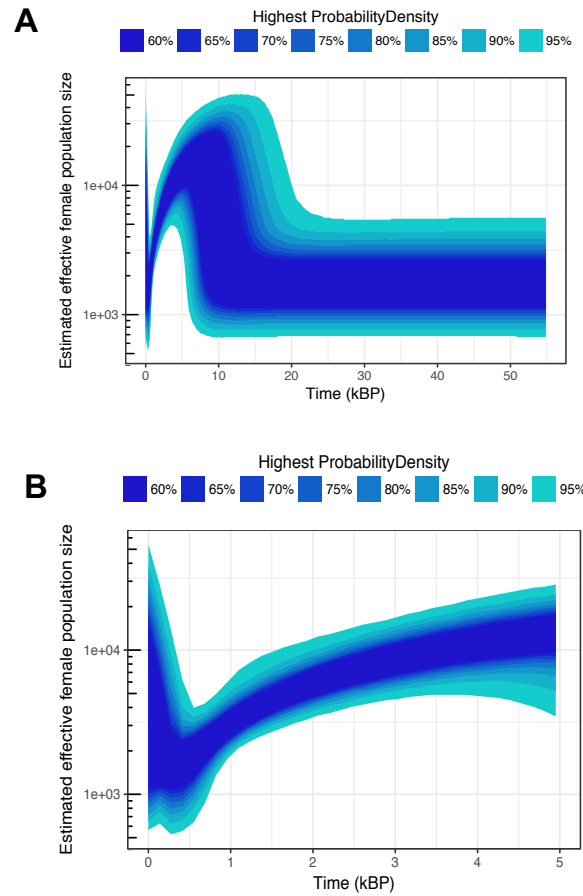 A
Highest ProbabilityDensity
60% 65% 70% 75% 80% 85% 90% 95%
Estimated effective female population size
1e+04
1e+03
0 10 20 30 40 50
Time (kBP)
B
Highest ProbabilityDensity
60% 65% 70% 75% 80% 85% 90% 95%
Estimated effective female population size
1e+04
1e+03
0 1 2 3 4 5
Time (kBP)